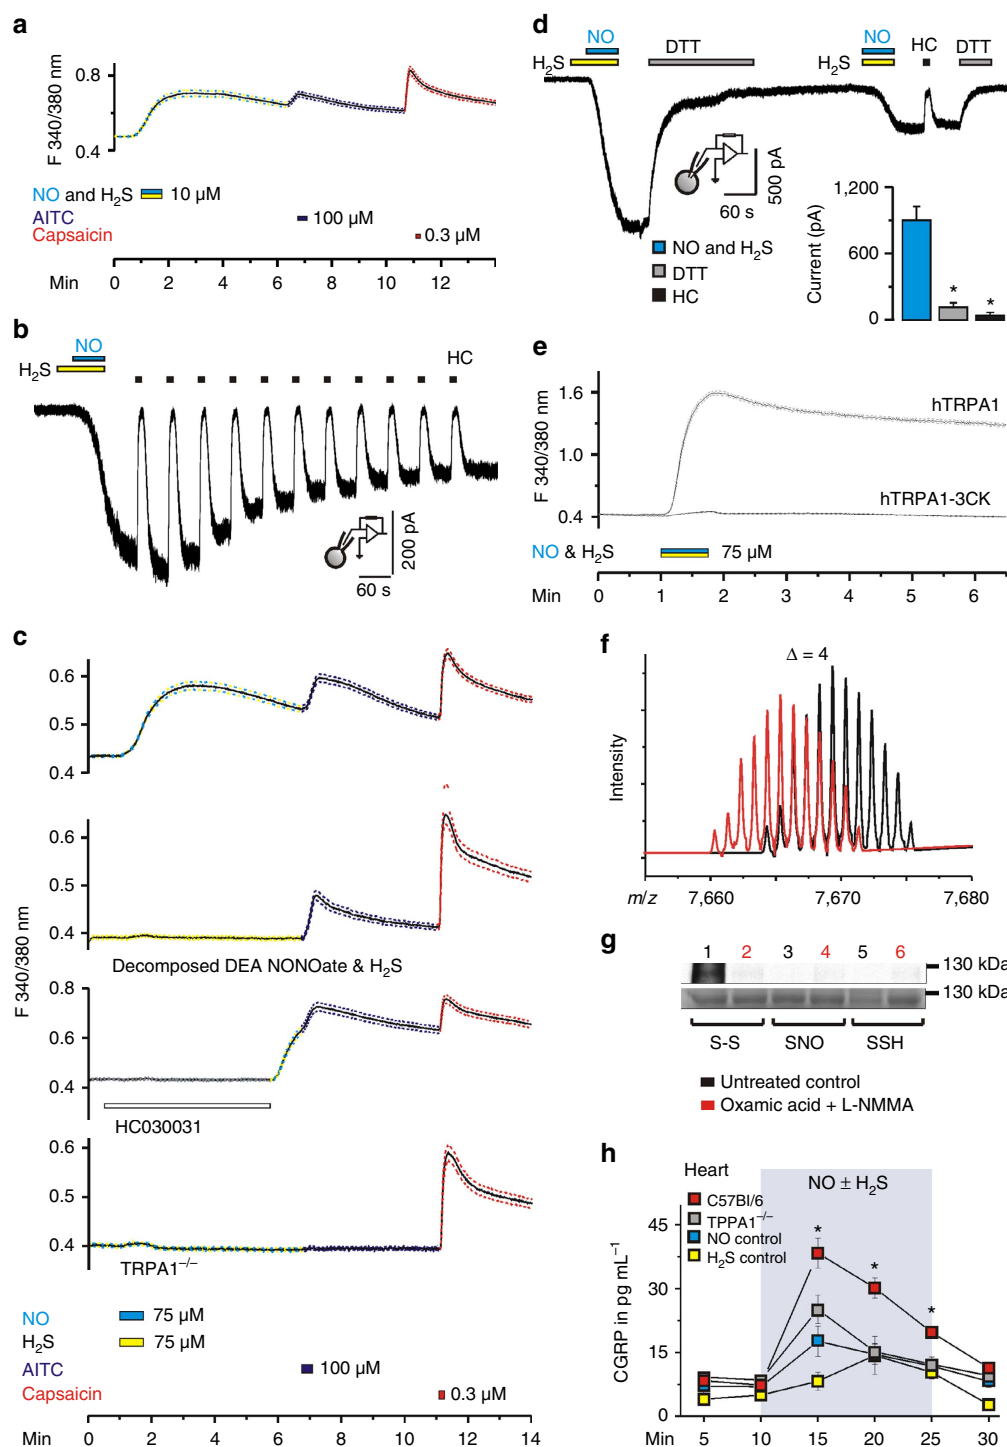 a
F 340/380 nm
0.8
0.4
NO and H₂S 10 µM
AITC 100 µM
Capsaicin 0.3 µM
Min 0 2 4 6 8 10 12
b
NO
H₂S
HC
200 pA
60 s
c
F 340/380 nm
0.6
0.5
0.4
0.6
0.5
0.4
Decomposed DEA NONOate & H₂S
0.8
0.6
0.4
HC030031
0.6
0.4
TRPA1⁻/⁻
NO 75 µM
H₂S 75 µM
AITC 100 µM
Capsaicin 0.3 µM
Min 0 2 4 6 8 10 12 14
d
NO
H₂S
DTT
NO
H₂S
HC
DTT
500 pA
60 s
NO and H₂S
DTT
HC
Current (pA)
1,200
600
0
* *
e
F 340/380 nm
1.6
1.0
0.4
hTRPA1
hTRPA1-3CK
NO & H₂S 75 µM
Min 0 1 2 3 4 5 6
f
Δ = 4
Intensity
m/z 7,660 7,670 7,680
g
1 2 3 4 5 6
130 kDa
130 kDa
S-S SNO SSH
Untreated control
Oxamic acid + L-NMMA
h
Heart
C57Bl/6
TPPA1⁻/⁻
NO control
H₂S control
NO ± H₂S
* * *
CGRP in pg mL⁻¹
45
30
15
0
Min 5 10 15 20 25 30